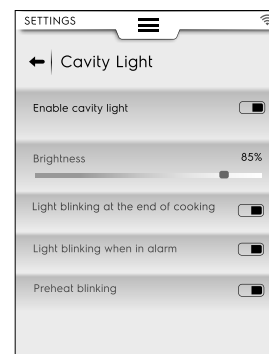 SETTINGS
Cavity Light
Enable cavity light
Brightness 85%
Light blinking at the end of cooking
Light blinking when in alarm
Preheat blinking